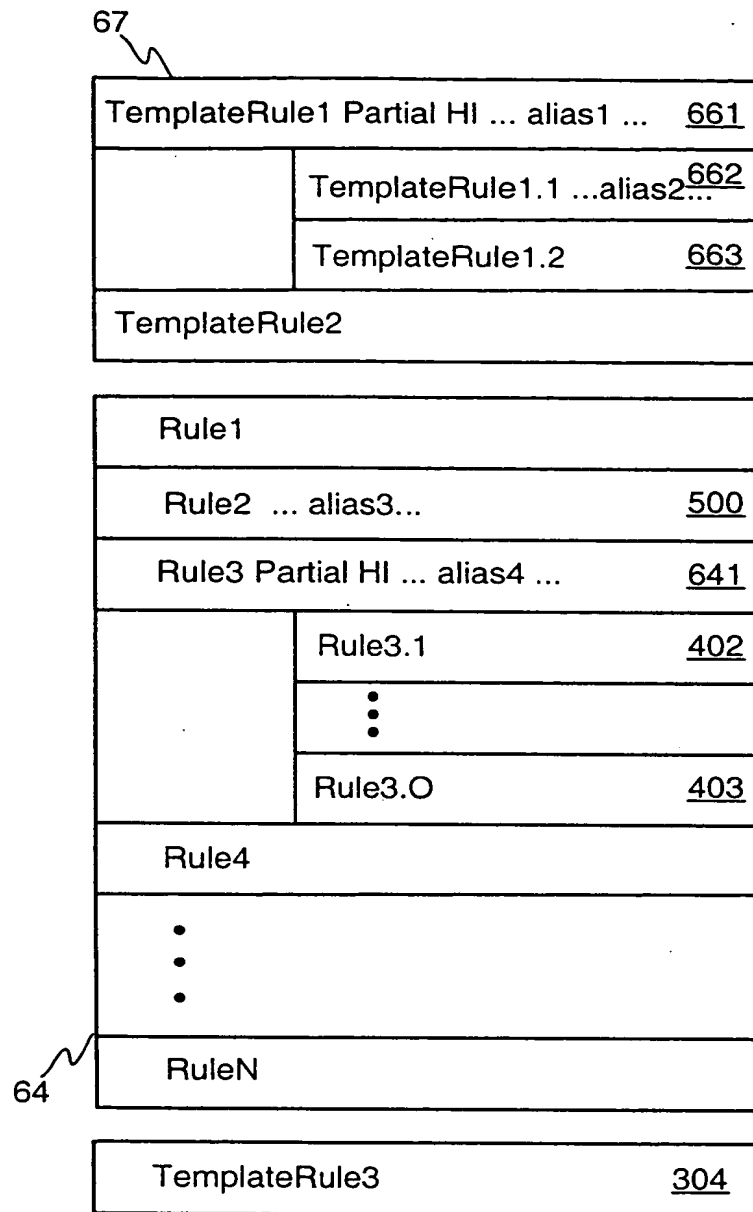 67
TemplateRule1 Partial HI ... alias1 ... 661
662
TemplateRule1.1 ...alias2...
TemplateRule1.2 663
TemplateRule2
Rule1
Rule2 ... alias3... 500
Rule3 Partial HI ... alias4 ... 641
Rule3.1 402
Rule3.O 403
Rule4
RuleN
64
TemplateRule3 304